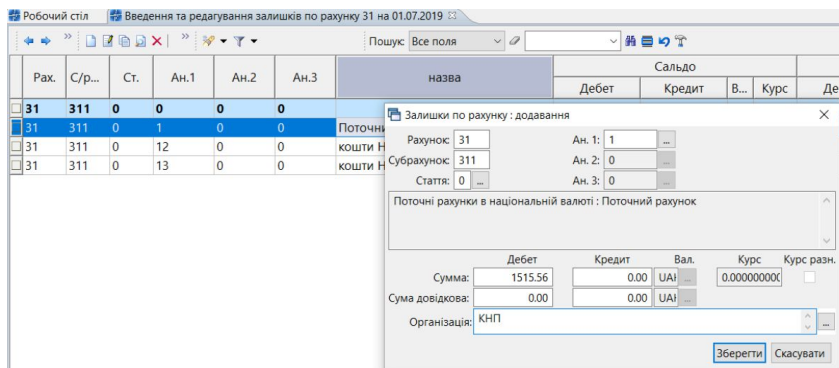 Робочий стіл Введення та редагування залишків по рахунку 31 на 01.07.2019
Пошук: Все поля
Рах. С/р... Ст. Ан.1 Ан.2 Ан.3 назва Сальдо
Дебет Кредит В... Курс Де
31 311 0 0 0 0
31 311 0 1 0 0 Поточни
31 311 0 12 0 0 кошти Н
31 311 0 13 0 0 кошти Н
Залишки по рахунку : додавання
Рахунок: 31 Ан. 1: 1 ...
Субрахунок: 311 Ан. 2: 0 ...
Стаття: 0 ... Ан. 3: 0 ...
Поточні рахунки в національній валюті : Поточний рахунок
Дебет Кредит Вал. Курс Курс разн.
Сумма: 1515.56 0.00 UAH ... 0.000000000
Сума довідкова: 0.00 0.00 UAH ...
Організація: КНП ...
Зберегти Скасувати